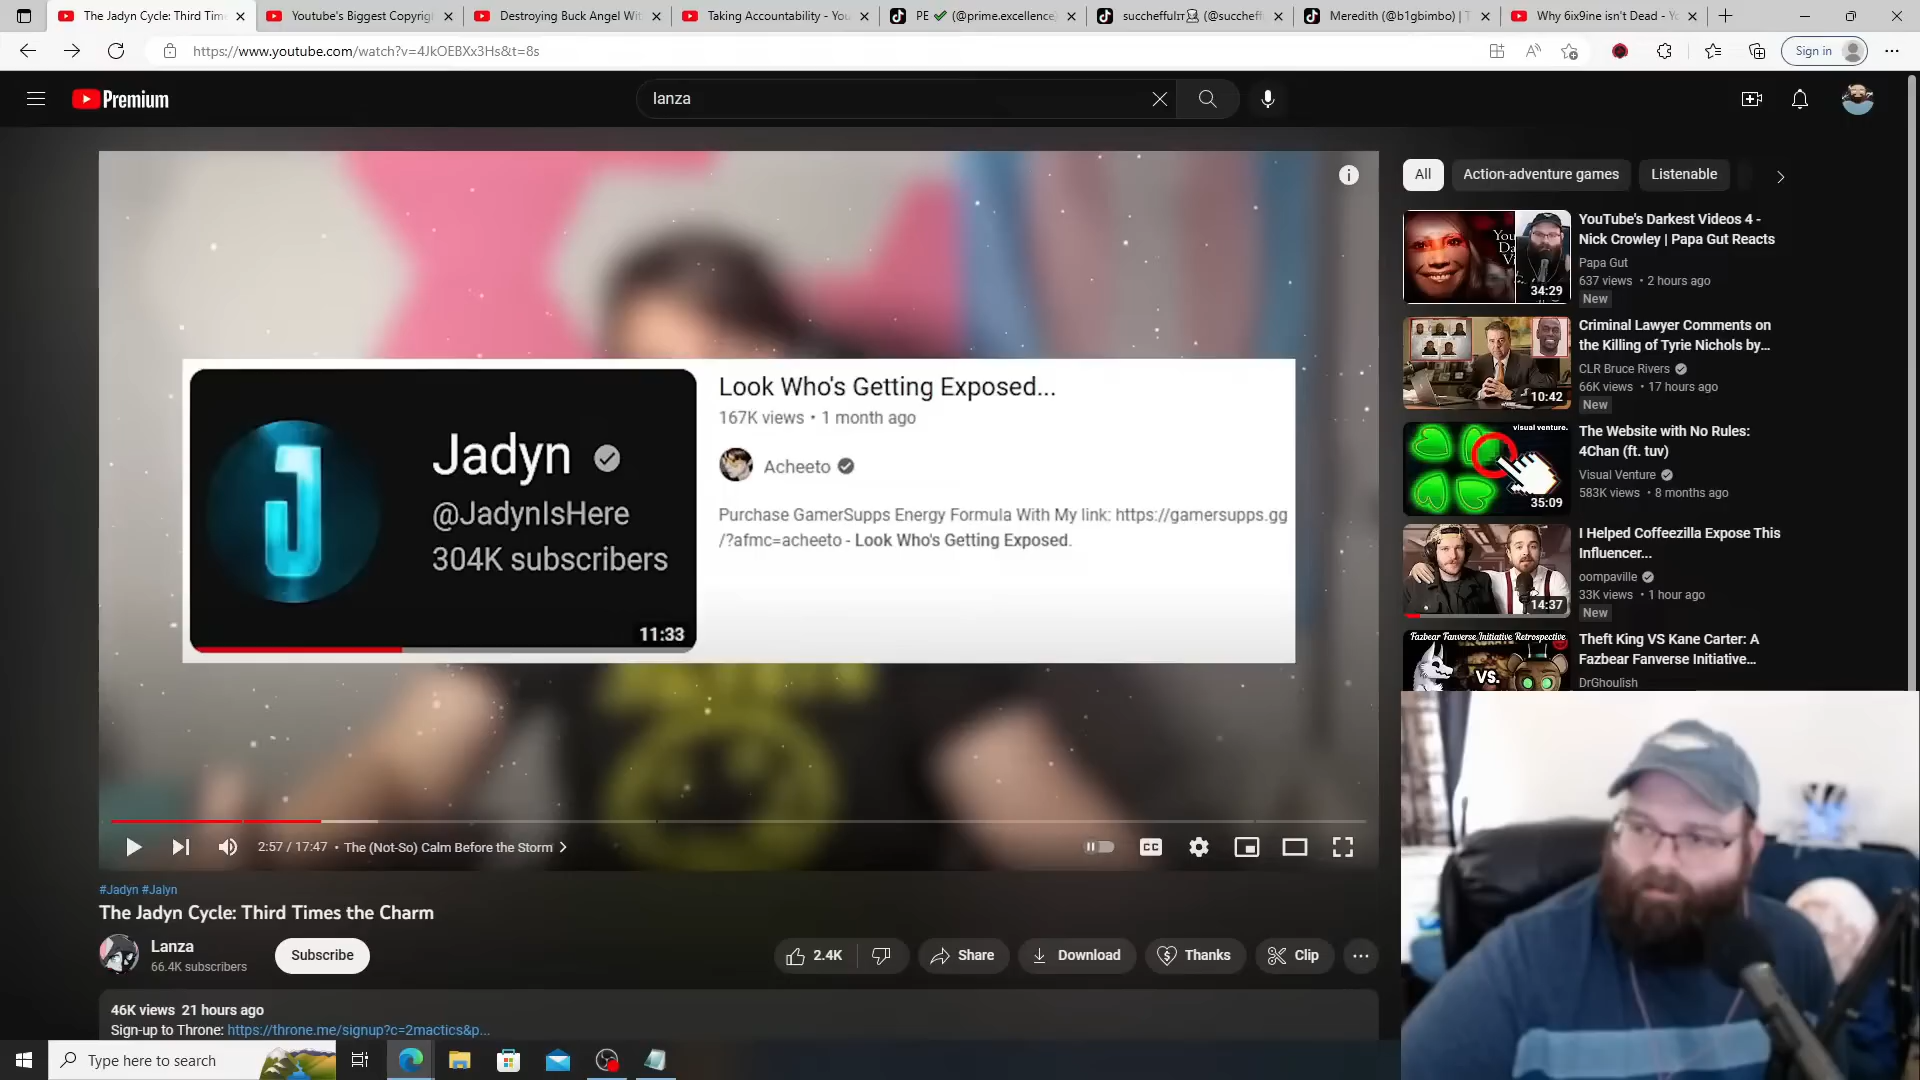 The Jadyn Cycle: Third Tim
Youtube's Biggest Copyrig
Destroying Buck Angel Wi
Taking Accountability - You
PE ✔ (@prime.excellence
Meredith (@b1gbimbo) | T
Why 6ix9ine isn't Dead - Yo
https://www.youtube.com/watch?v=4JkOEBXx3Hs&t=8s
Sign in
Premium
lanza
Look Who's Getting Exposed...
167K views • 1 month ago
Acheeto
Purchase GamerSupps Energy Formula With My link: https://gamersupps.gg
/?afmc=acheeto - Look Who's Getting Exposed.
J
Jadyn
@JadynIsHere
304K subscribers
11:33
2:57 / 17:47 • The (Not-So) Calm Before the Storm
CC
#Jadyn #Jaiyn
The Jadyn Cycle: Third Times the Charm
Lanza
66.4K subscribers
Subscribe
2.4K
Share
Download
Thanks
Clip
46K views 21 hours ago
Sign-up to Throne: https://throne.me/signup?c=2mactics&p...
All
Action-adventure games
Listenable
34:29
YouTube's Darkest Videos 4 -
Nick Crowley | Papa Gut Reacts
Papa Gut
637 views • 2 hours ago
New
10:42
Criminal Lawyer Comments on
the Killing of Tyrie Nichols by...
CLR Bruce Rivers
66K views • 17 hours ago
New
visual venture.
35:09
The Website with No Rules:
4Chan (ft. tuv)
Visual Venture
583K views • 8 months ago
14:37
I Helped Coffeezilla Expose This
Influencer...
oompaville
33K views • 1 hour ago
New
Fazbear Fanverse Initiative Retrospective
VS.
Theft King VS Kane Carter: A
Fazbear Fanverse Initiative...
DrGhoulish
Type here to search